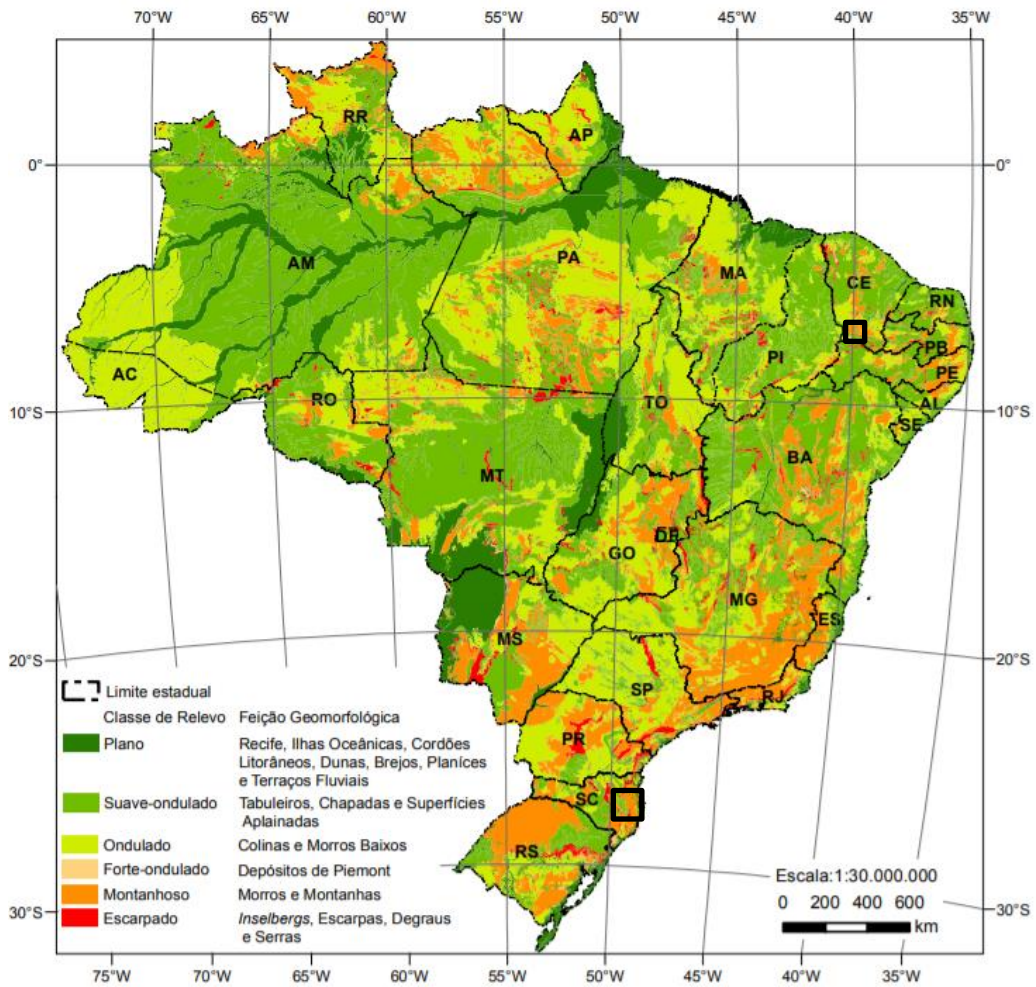 70°W 65°W 60°W 55°W 50°W 45°W 40°W 35°W
RR
AP
0° 0°
AM
PA
MA
CE
RN
PB
PI
PE
AC
AL
10°S 10°S
RO
TO
SE
BA
MT
DF
GO
MG
ES
20°S 20°S
MS
SP
RJ
PR
SC
RS
Limite estadual
Classe de Relevo Feição Geomorfológica
Plano Recife, Ilhas Oceânicas, Cordões
Litorâneos, Dunas, Brejos, Planíces
e Terraços Fluviais
Suave-ondulado Tabuleiros, Chapadas e Superfícies
Aplainadas
Ondulado Colinas e Morros Baixos
Forte-ondulado Depósitos de Piemont
Montanhoso Morros e Montanhas
Escarpado Inselbergs, Escarpas, Degraus
e Serras
Escala:1:30.000.000
0 200 400 600
km
30°S 30°S
75°W 70°W 65°W 60°W 55°W 50°W 45°W 40°W 35°W